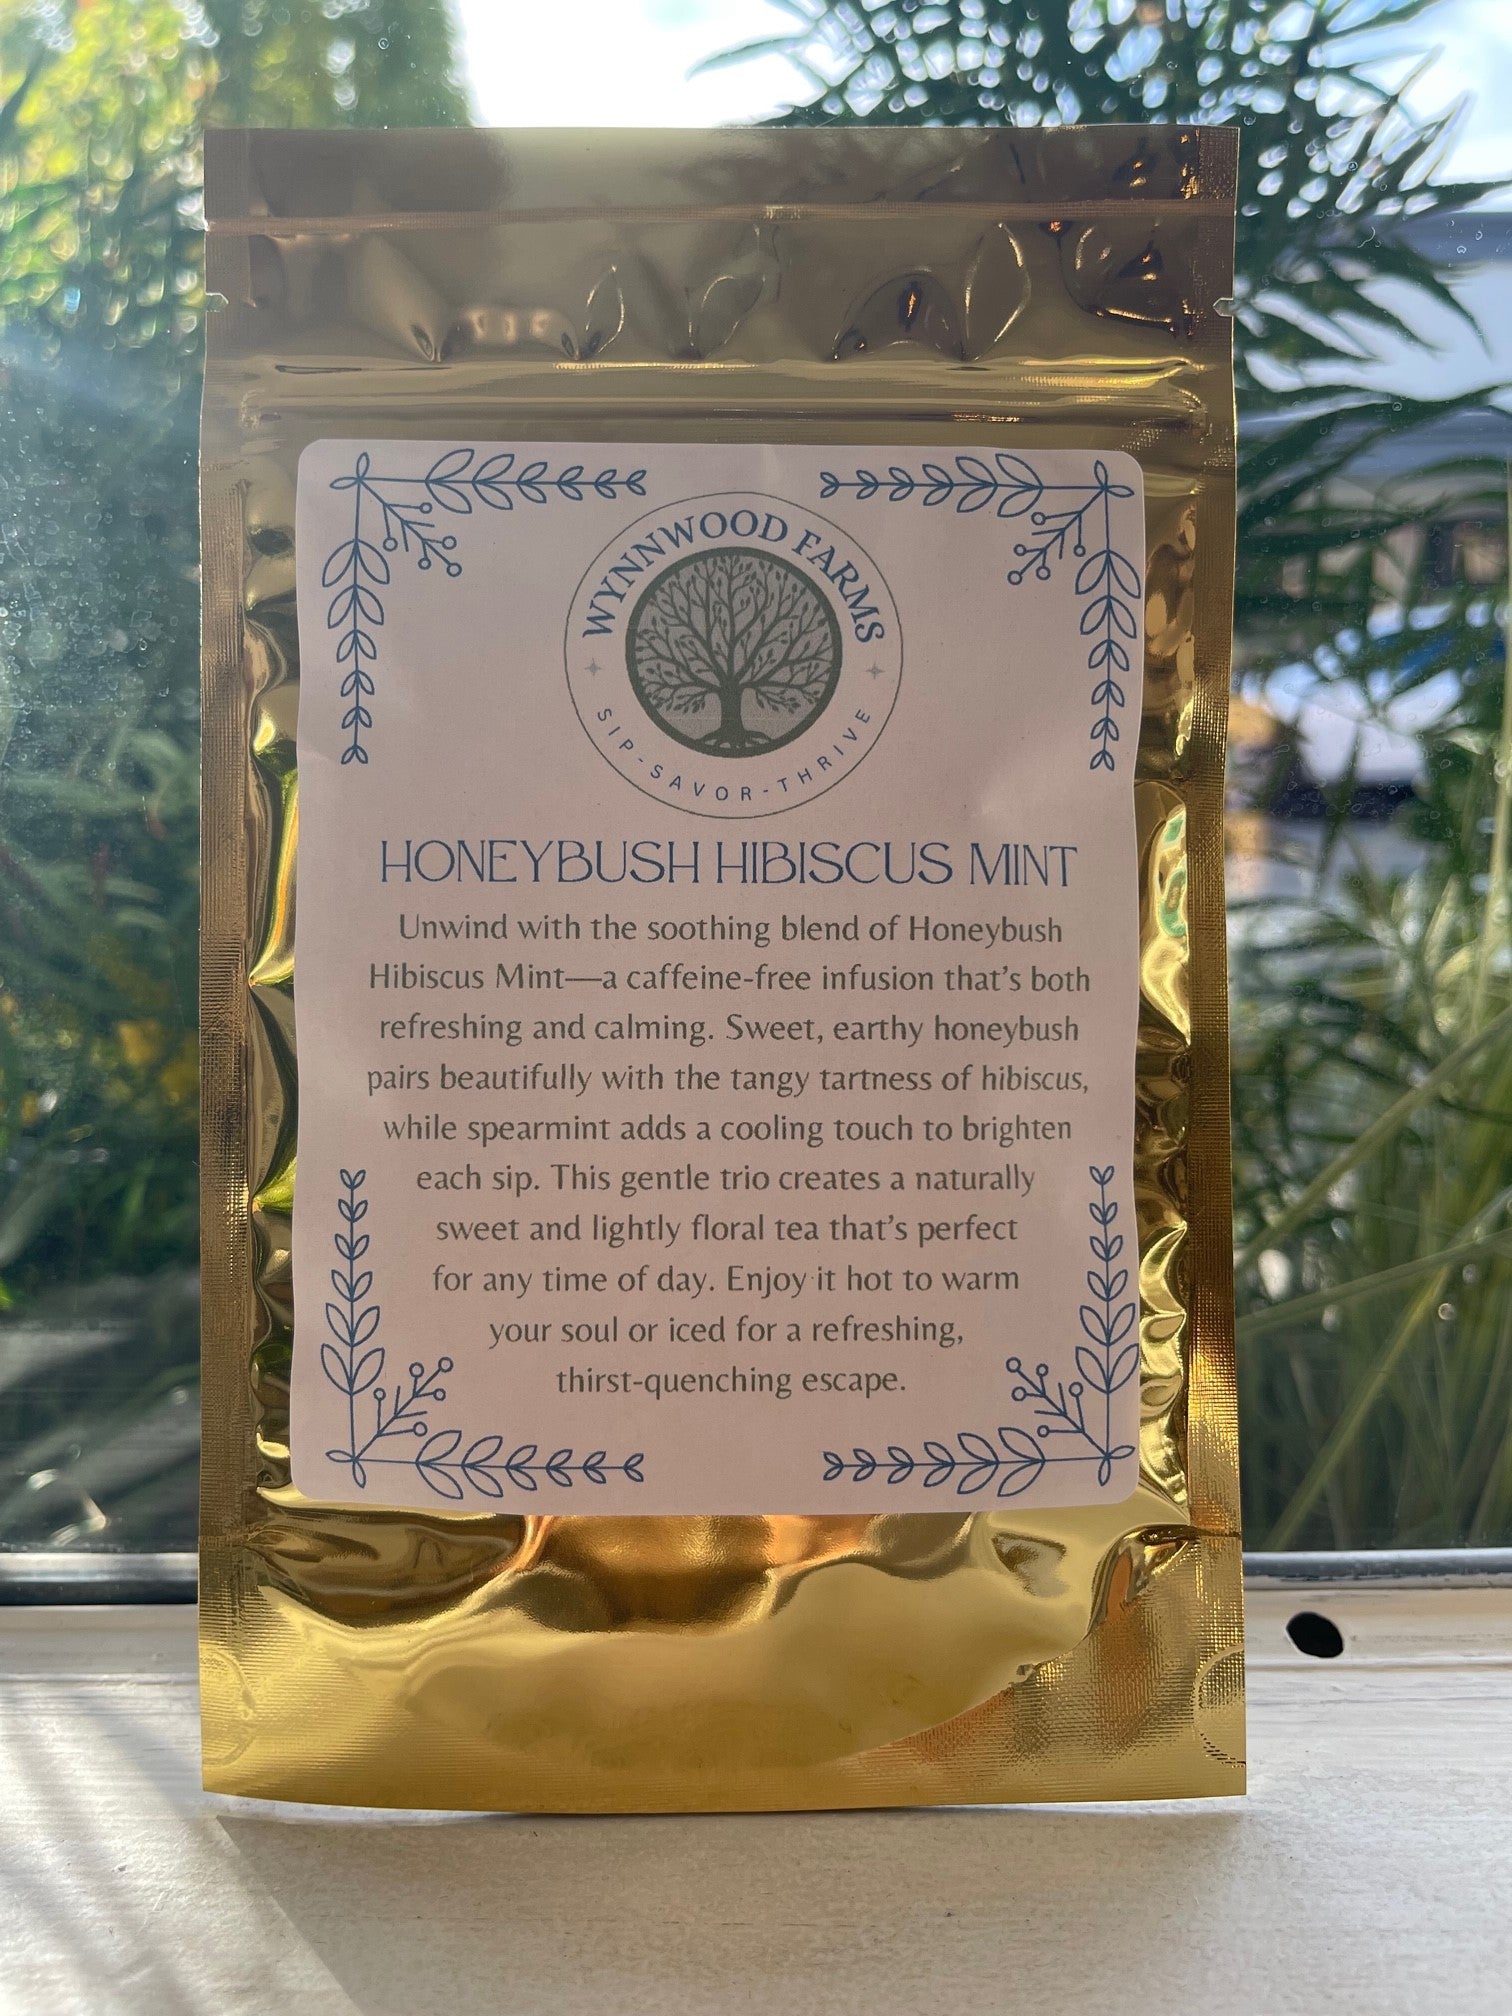 WYNNWOOD FARMS
SIP-SAVOR-THRIVE
HONEYBUSH HIBISCUS MINT
Unwind with the soothing blend of Honeybush
Hibiscus Mint—a caffeine-free infusion that's both
refreshing and calming. Sweet, earthy honeybush
pairs beautifully with the tangy tartness of hibiscus,
while spearmint adds a cooling touch to brighten
each sip. This gentle trio creates a naturally
sweet and lightly floral tea that's perfect
for any time of day. Enjoy it hot to warm
your soul or iced for a refreshing,
thirst-quenching escape.